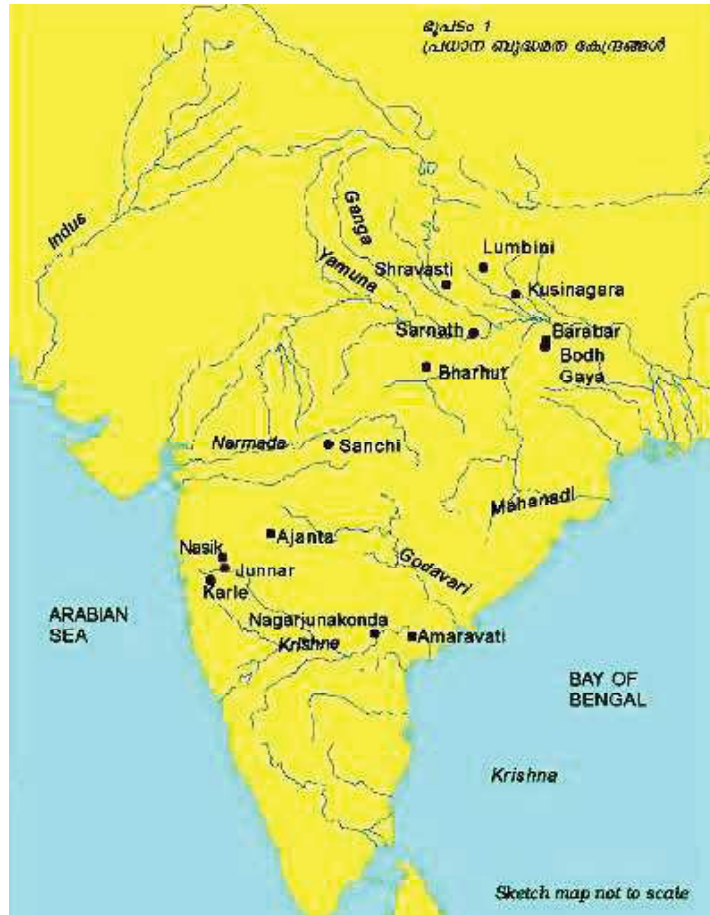 ഭൂപടം 1
പ്രധാന ബുദ്ധമത കേന്ദ്രങ്ങൾ
Indus
Ganga
Yamuna
Lumbini
Shravasti
Kusinagara
Sarnath
Barabar
Bodh
Gaya
Bharhut
Narmada
Sanchi
Mahanadi
Ajanta
Nasik
Junnar
Karle
Godavari
ARABIAN
SEA
Nagarjunakonda
Krishna
Amaravati
BAY OF
BENGAL
Krishna
Sketch map not to scale